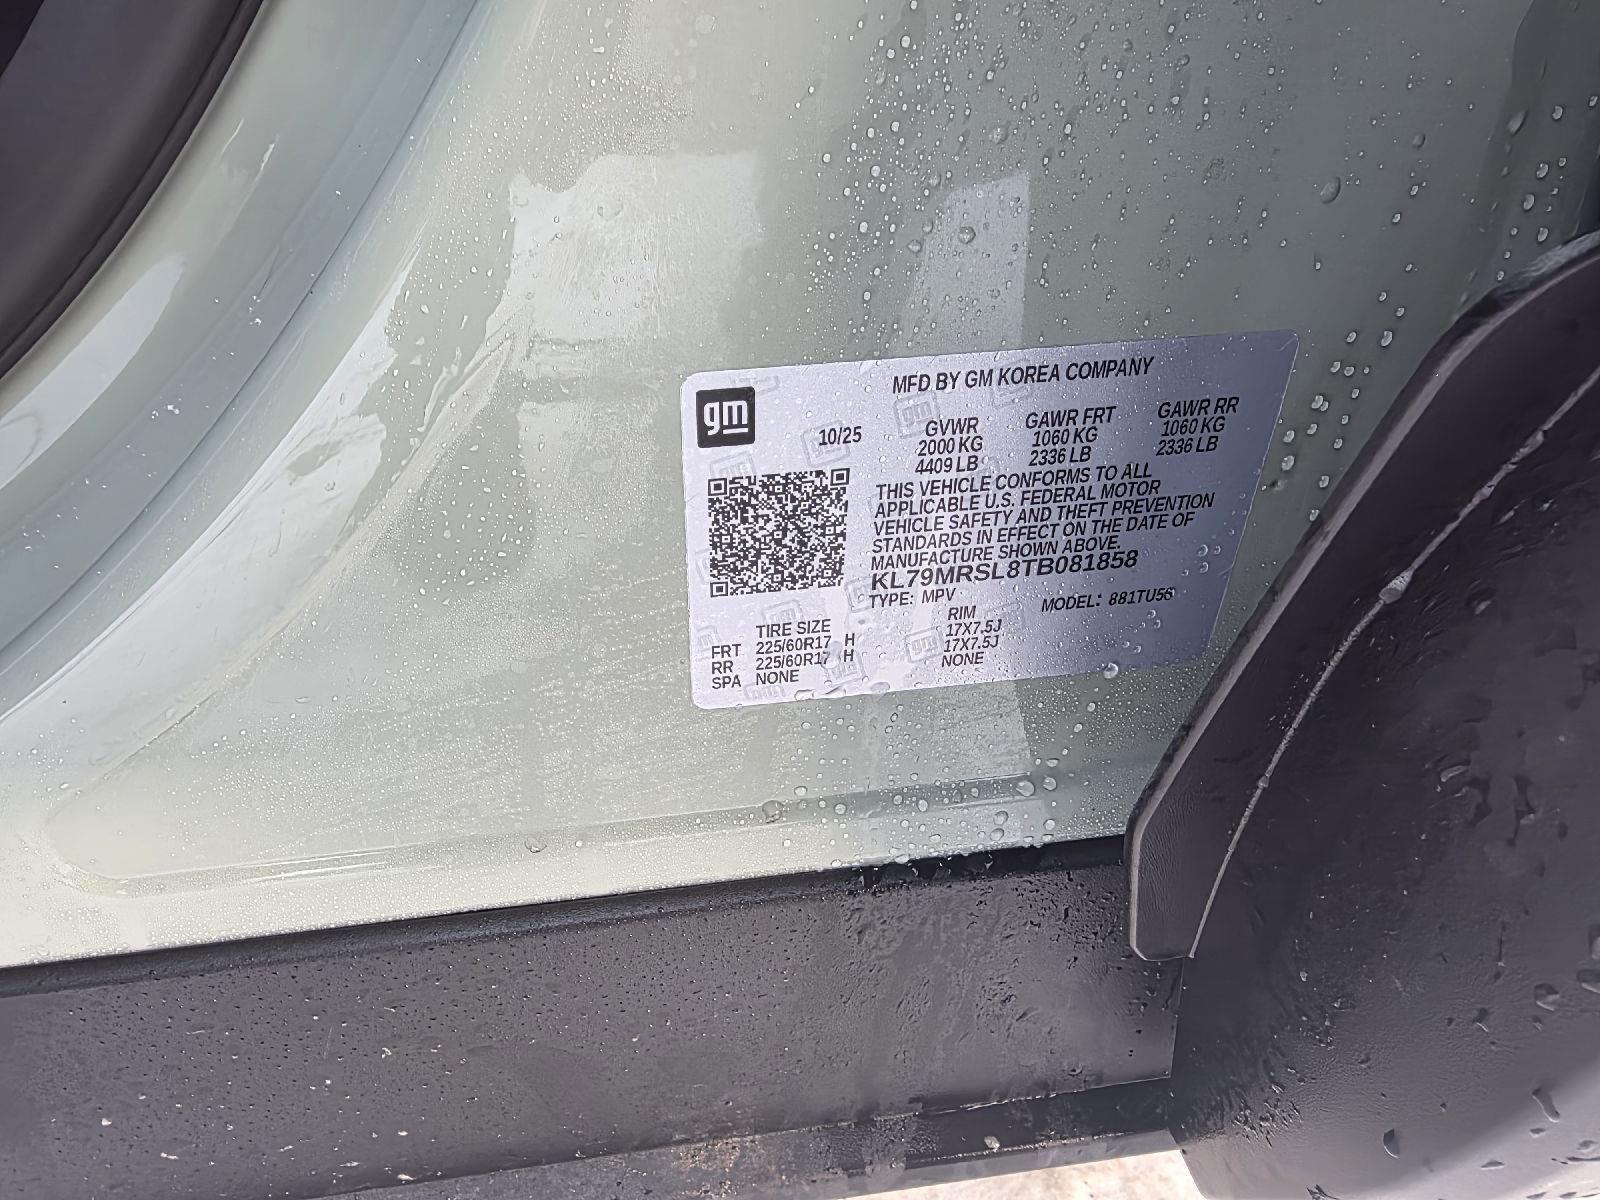 gm
MFD BY GM KOREA COMPANY
10/25
GVWR GAWR FRT GAWR RR
2000 KG 1060 KG 1060 KG
4409 LB 2336 LB 2336 LB
THIS VEHICLE CONFORMS TO ALL
APPLICABLE U.S. FEDERAL MOTOR
VEHICLE SAFETY AND THEFT PREVENTION
STANDARDS IN EFFECT ON THE DATE OF
MANUFACTURE SHOWN ABOVE.
KL79MRSL8TB081858
TYPE: MPV MODEL: 881TU56
TIRE SIZE RIM
FRT 225/60R17 H 17X7.5J
RR 225/60R17 H 17X7.5J
SPA NONE NONE